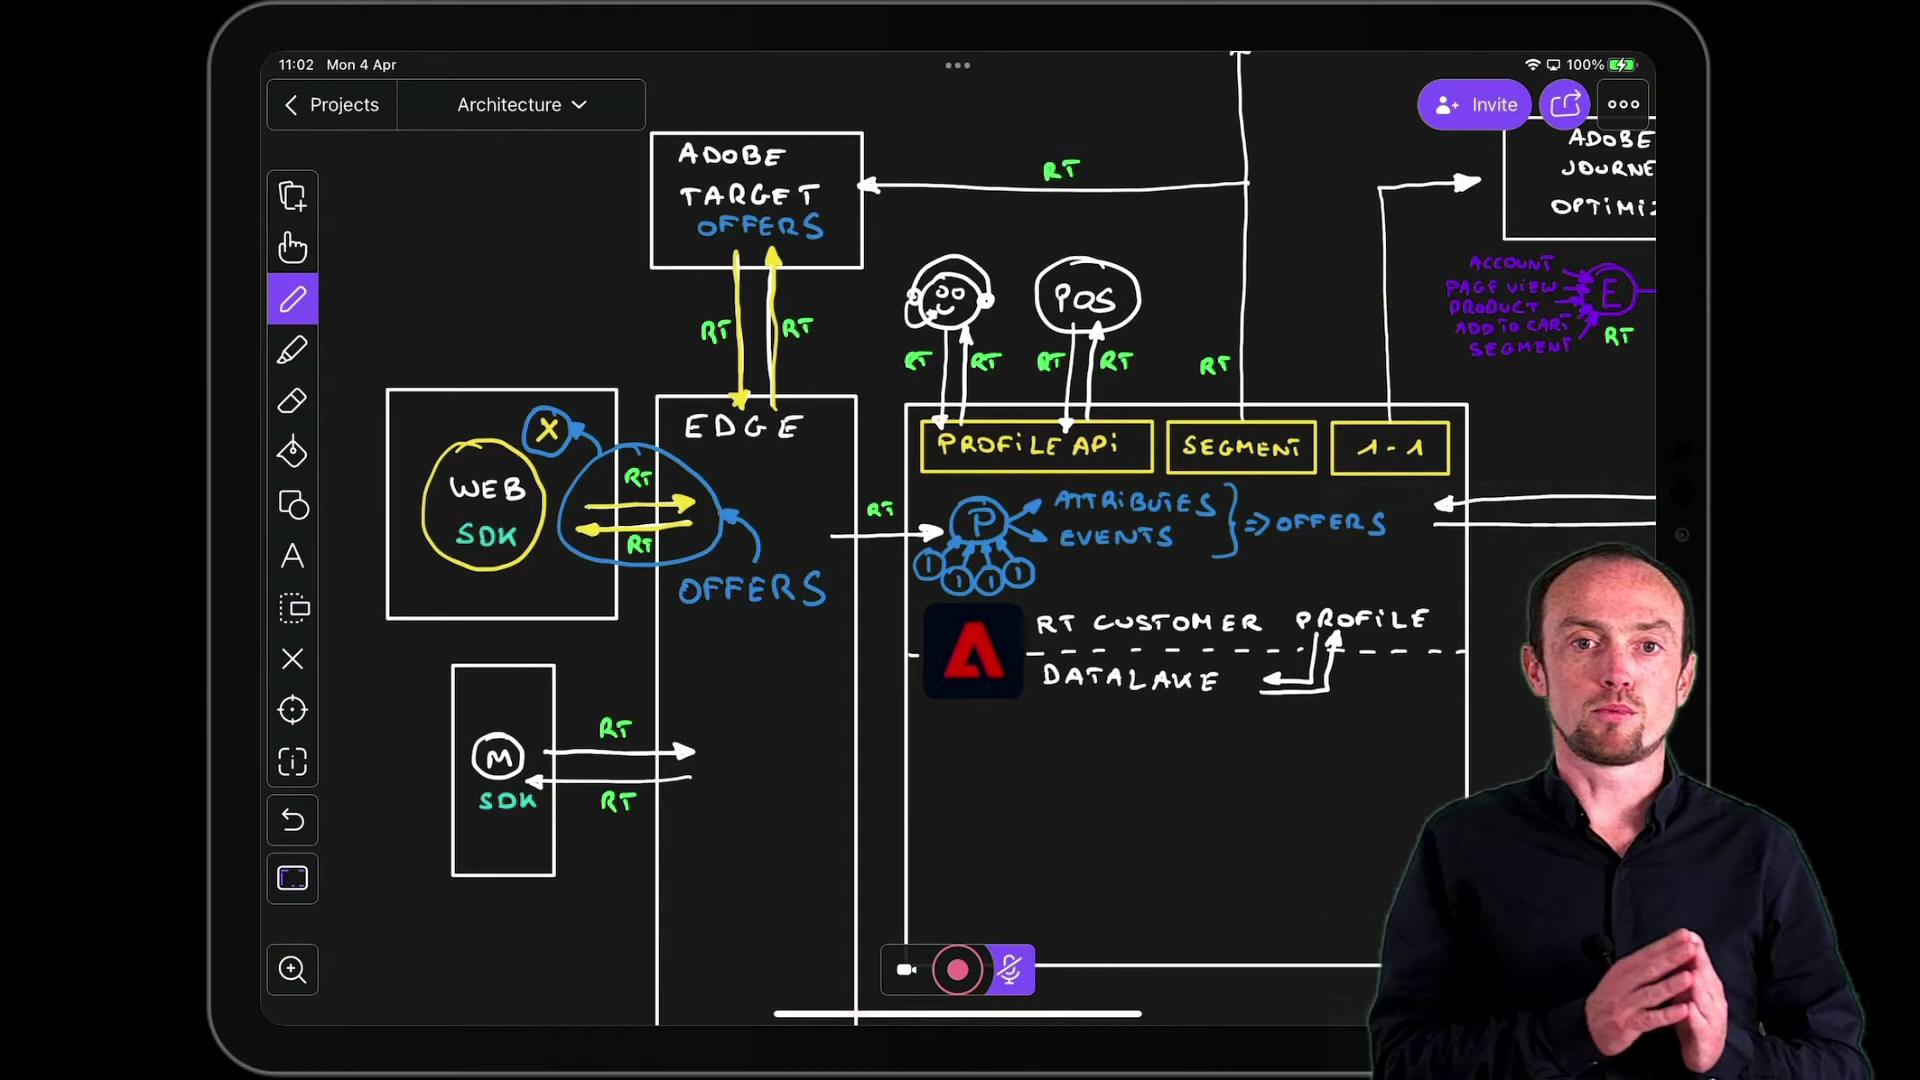 11:02 Mon 4 Apr
100%
Projects
Architecture
Invite
ADOBE
TARGET
OFFERS
RT
ADOBE
JOURNE
OPTIMIZ
ACCOUNT
PAGE VIEW
PRODUCT
ADD TO CART
SEGMENT
E
RT
POS
RT RT
RT RT
RT RT
RT
EDGE
X
WEB
SDK
RT
RT
OFFERS
RT
PROFILE API
SEGMENT
1-1
P
ATTRIBUTES
EVENTS
=> OFFERS
I I I I
RT CUSTOMER PROFILE
DATALAKE
M
SDK
RT
RT
A